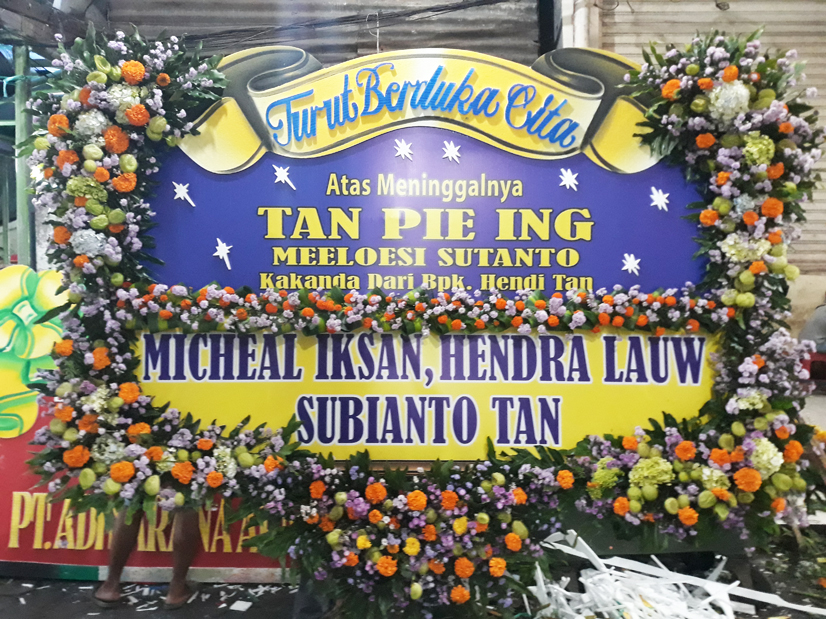 Turut Berduka Cita
Atas Meninggalnya
TAN PIE ING
MEELOESI SUTANTO
Kakanda Dari Bpk. Hendi Tan
MICHEAL IKSAN, HENDRA LAUW
SUBIANTO TAN
PT.